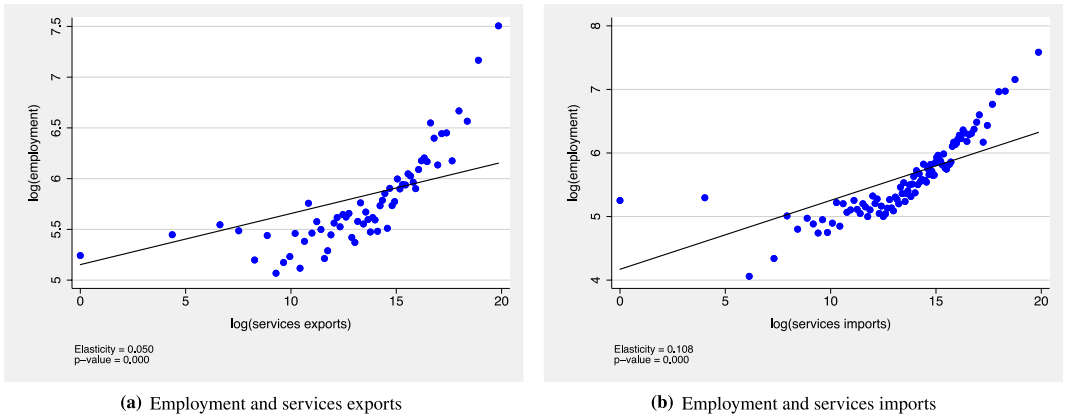 7.5
7
6.5
6
5.5
5
log(employment)
0
5
10
15
20
log(services exports)
Elasticity = 0.050
p−value = 0.000
(a) Employment and services exports
8
7
6
5
4
log(employment)
0
5
10
15
20
log(services imports)
Elasticity = 0.108
p−value = 0.000
(b) Employment and services imports